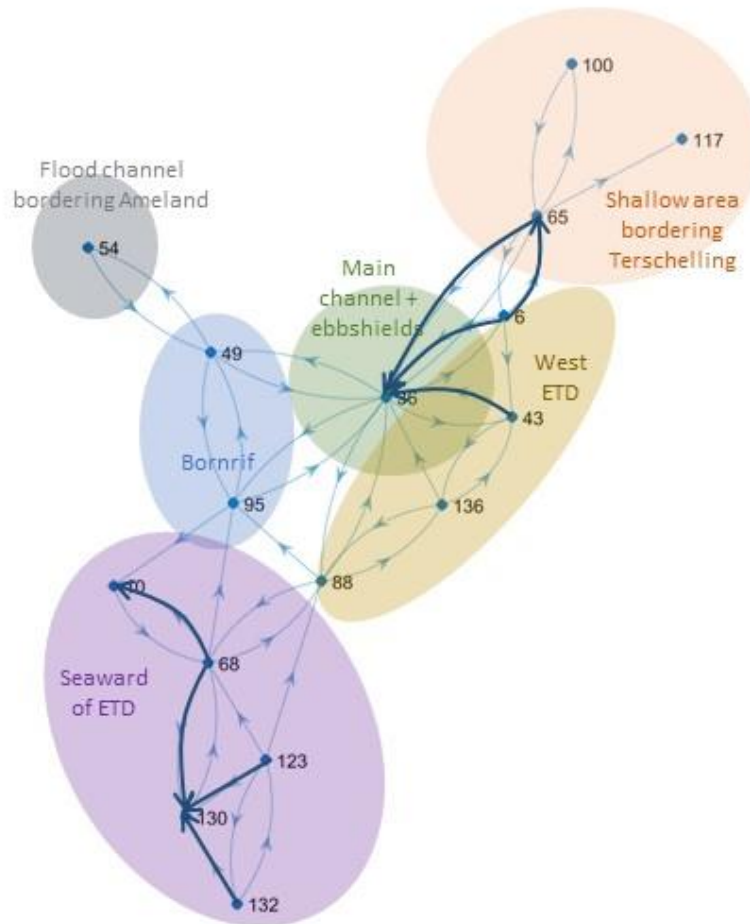 100
117
Flood channel
bordering Ameland
54
65
Shallow area
bordering
Terschelling
Main
channel +
ebbshields
6
49
West
ETD
43
Bornrif
95
136
88
68
Seaward
of ETD
123
130
132